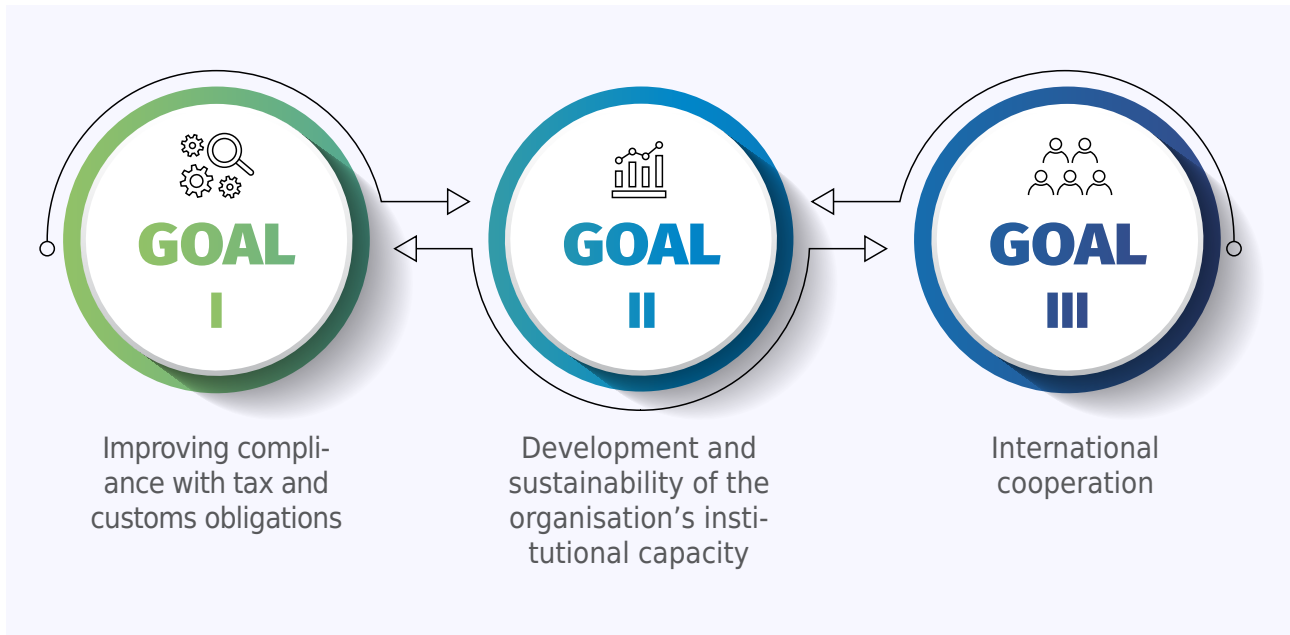 GOAL
I
Improving compli-
ance with tax and
customs obligations
GOAL
II
Development and
sustainability of the
organisation's insti-
tutional capacity
GOAL
III
International
cooperation